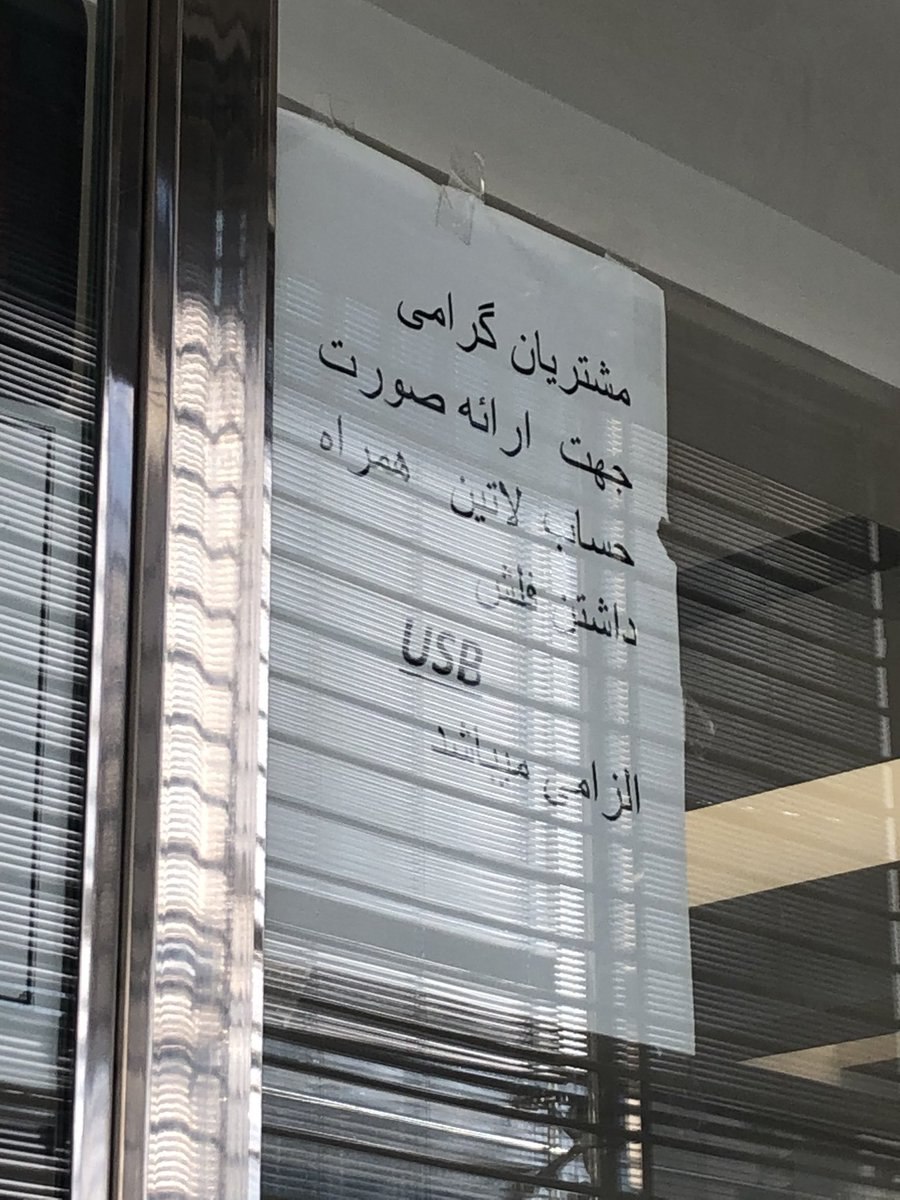 مشتریان گرامی
جهت ارائه صورت
حساب لاتین همراه
داشتن فلش
USB
الزامی میباشد